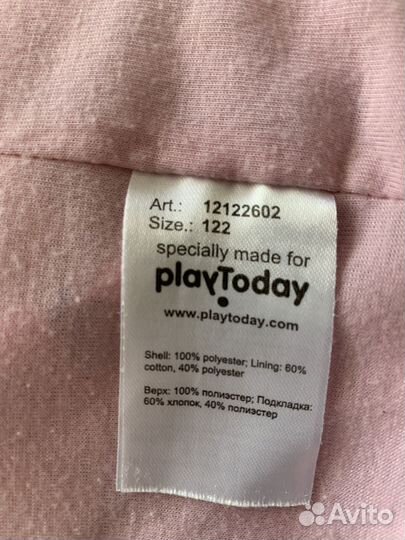 Art.: 12122602
Size.: 122
specially made for
playToday
www.playtoday.com
Shell: 100% polyester; Lining: 60%
cotton, 40% polyester
Верх: 100% полиэстер; Подкладка:
60% хлопок, 40% полиэстер
Avito